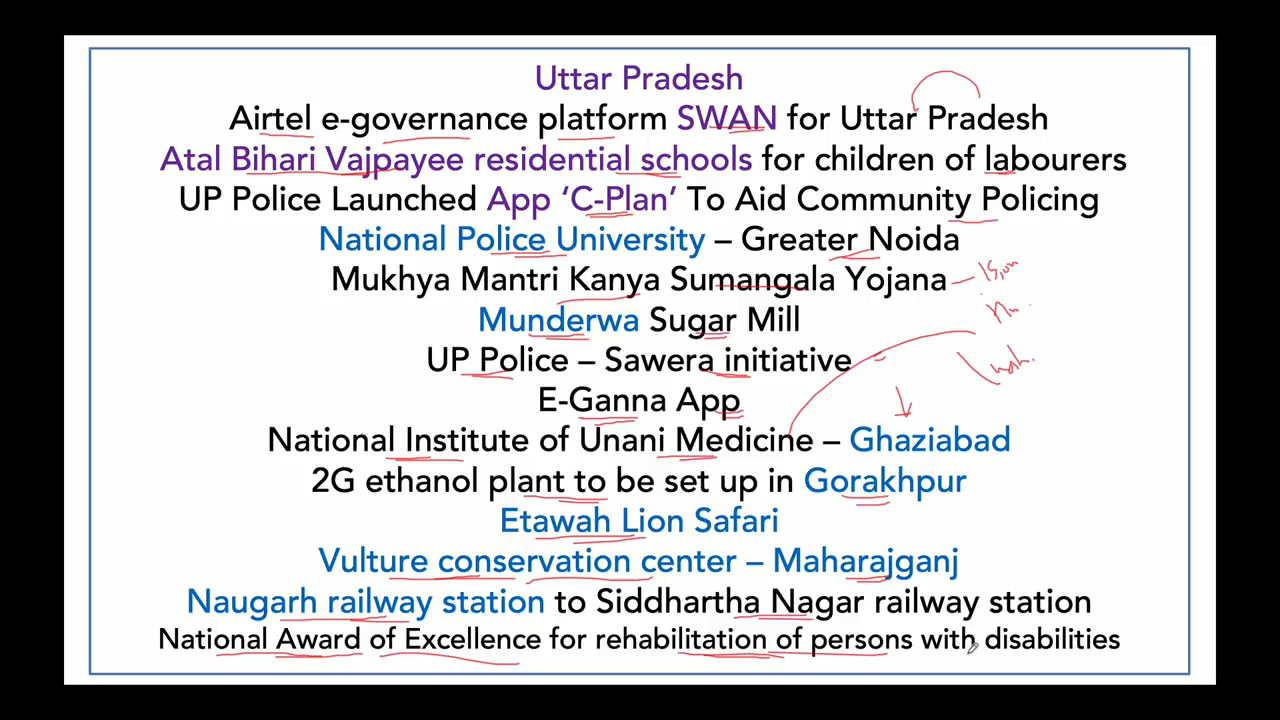 Uttar Pradesh
Airtel e-governance platform SWAN for Uttar Pradesh
Atal Bihari Vajpayee residential schools for children of labourers
UP Police Launched App ‘C-Plan’ To Aid Community Policing
National Police University – Greater Noida
Mukhya Mantri Kanya Sumangala Yojana
Munderwa Sugar Mill
UP Police – Sawera initiative
E-Ganna App
National Institute of Unani Medicine – Ghaziabad
2G ethanol plant to be set up in Gorakhpur
Etawah Lion Safari
Vulture conservation center – Maharajganj
Naugarh railway station to Siddhartha Nagar railway station
National Award of Excellence for rehabilitation of persons with disabilities